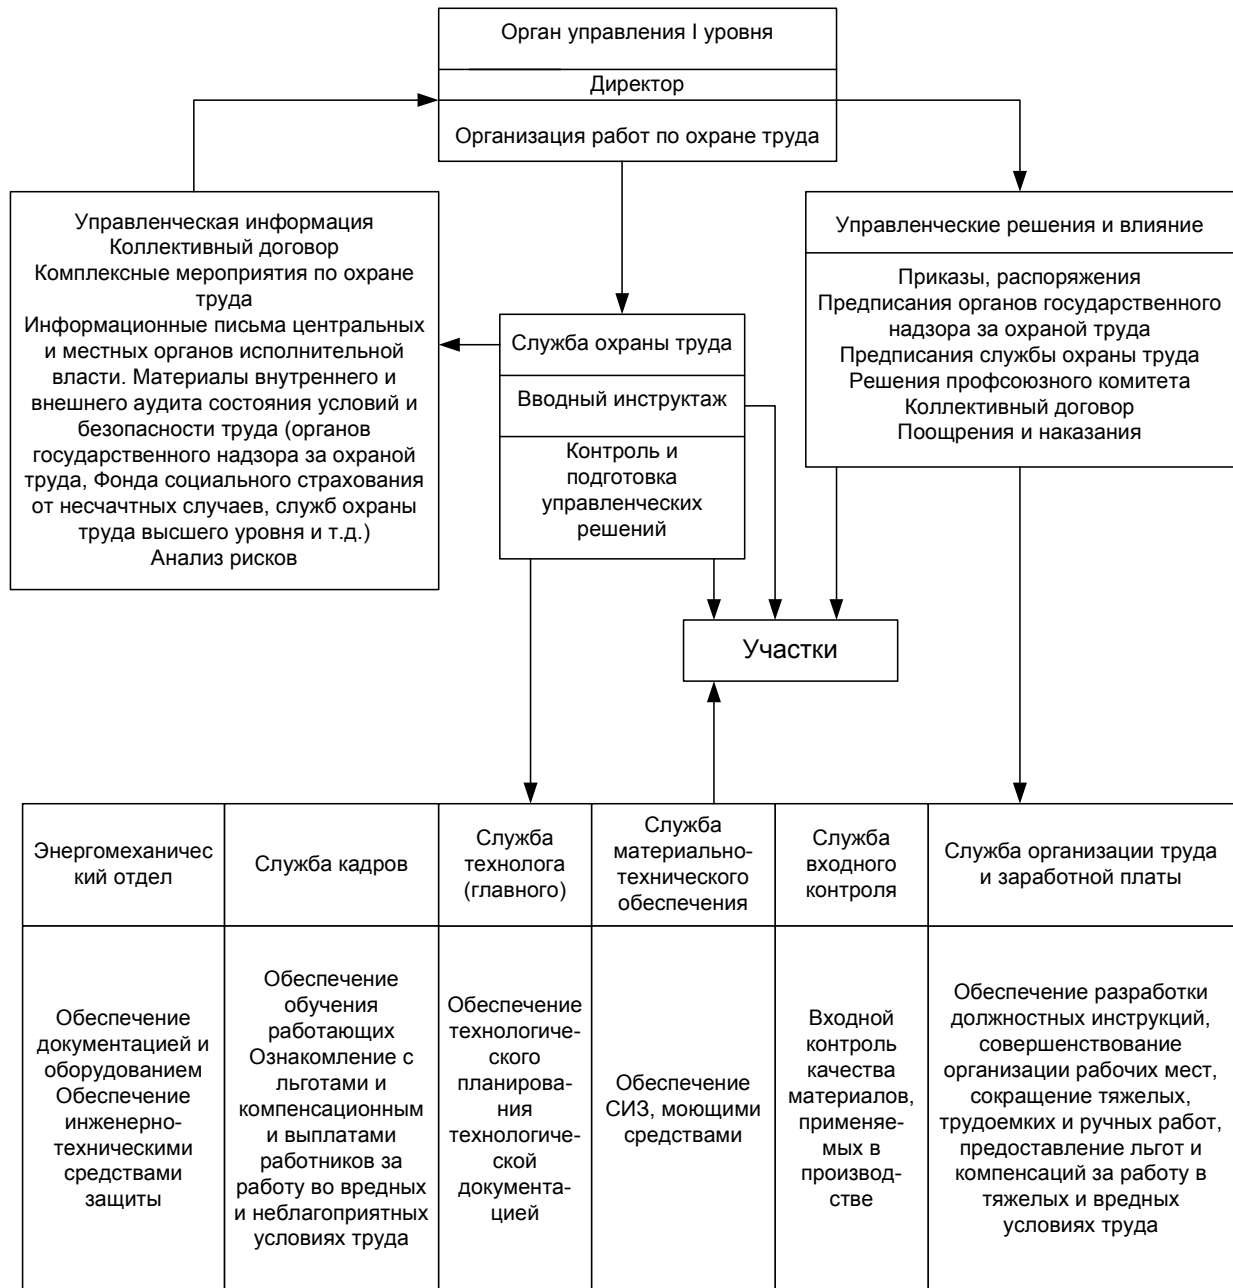 Орган управления I уровня
Директор
Организация работ по охране труда
Управленческая информация
Коллективный договор
Комплексные мероприятия по охране
труда
Информационные письма центральных
и местных органов исполнительной
власти. Материалы внутреннего и
внешнего аудита состояния условий и
безопасности труда (органов
государственного надзора за охраной
труда, Фонда социального страхования
от несчачтных случаев, служб охраны
труда высшего уровня и т.д.)
Анализ рисков
Служба охраны труда
Вводный инструктаж
Контроль и
подготовка
управленческих
решений
Управленческие решения и влияние
Приказы, распоряжения
Предписания органов государственного
надзора за охраной труда
Предписания службы охраны труда
Решения профсоюзного комитета
Коллективный договор
Поощрения и наказания
Участки
Энергомеханичес
кий отдел
Служба кадров
Служба
технолога
(главного)
Служба
материально-
технического
обеспечения
Служба
входного
контроля
Служба организации труда
и заработной платы
Обеспечение
документацией и
оборудованием
Обеспечение
инженерно-
техническими
средствами
защиты
Обеспечение
обучения
работающих
Ознакомление с
льготами и
компенсационным
и выплатами
работников за
работу во вредных
и неблагоприятных
условиях труда
Обеспечение
технологиче-
ского
планирова-
ния
технологиче-
ской
документа-
цией
Обеспечение
СИЗ, моющими
средствами
Входной
контроль
качества
материалов,
применяе-
мых в
производ-
стве
Обеспечение разработки
должностных инструкций,
совершенствование
организации рабочих мест,
сокращение тяжелых,
трудоемких и ручных работ,
предоставление льгот и
компенсаций за работу в
тяжелых и вредных
условиях труда